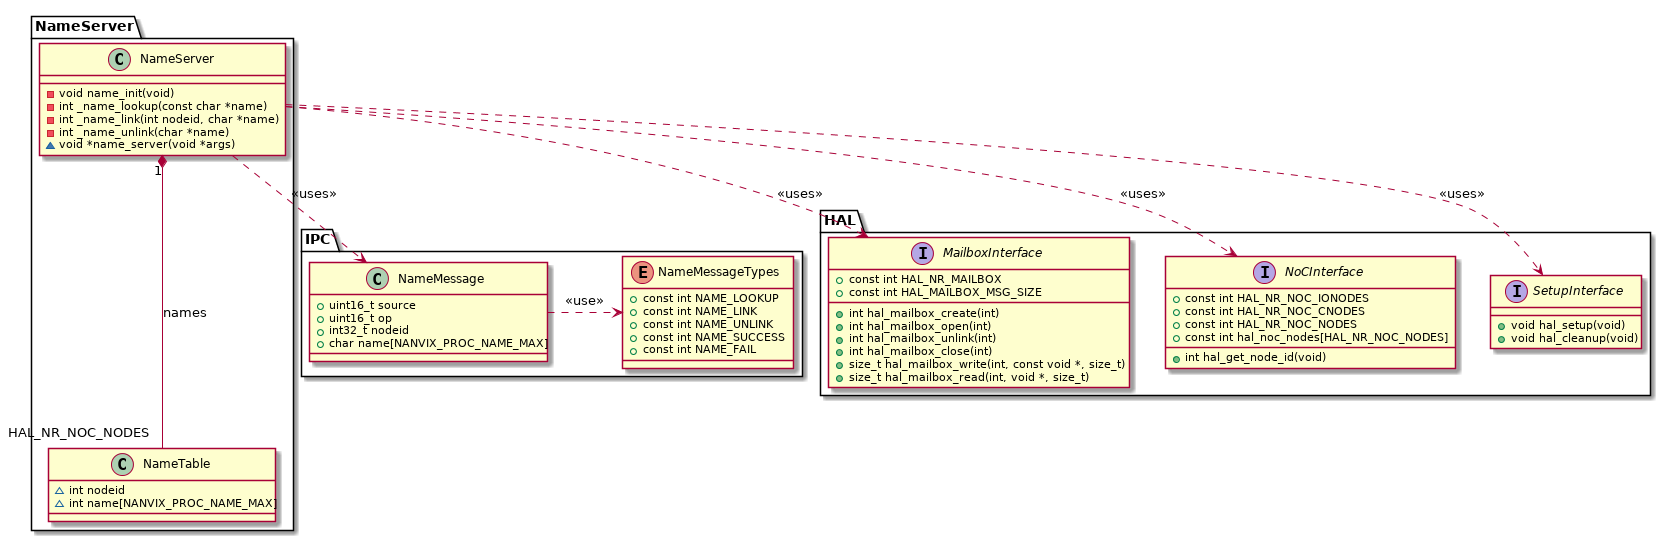 NameServer
C NameServer
void name_init(void)
int _name_lookup(const char *name)
int _name_link(int nodeid, char *name)
int _name_unlink(char *name)
void *name_server(void *args)
1
«uses»
«uses»
«uses»
«uses»
names
HAL_NR_NOC_NODES
C NameTable
int nodeid
int name[NANVIX_PROC_NAME_MAX]
IPC
C NameMessage
uint16_t source
uint16_t op
int32_t nodeid
char name[NANVIX_PROC_NAME_MAX]
«use»
E NameMessageTypes
const int NAME_LOOKUP
const int NAME_LINK
const int NAME_UNLINK
const int NAME_SUCCESS
const int NAME_FAIL
HAL
I MailboxInterface
const int HAL_NR_MAILBOX
const int HAL_MAILBOX_MSG_SIZE
int hal_mailbox_create(int)
int hal_mailbox_open(int)
int hal_mailbox_unlink(int)
int hal_mailbox_close(int)
size_t hal_mailbox_write(int, const void *, size_t)
size_t hal_mailbox_read(int, void *, size_t)
I NoCInterface
const int HAL_NR_NOC_IONODES
const int HAL_NR_NOC_CNODES
const int HAL_NR_NOC_NODES
const int hal_noc_nodes[HAL_NR_NOC_NODES]
int hal_get_node_id(void)
I SetupInterface
void hal_setup(void)
void hal_cleanup(void)